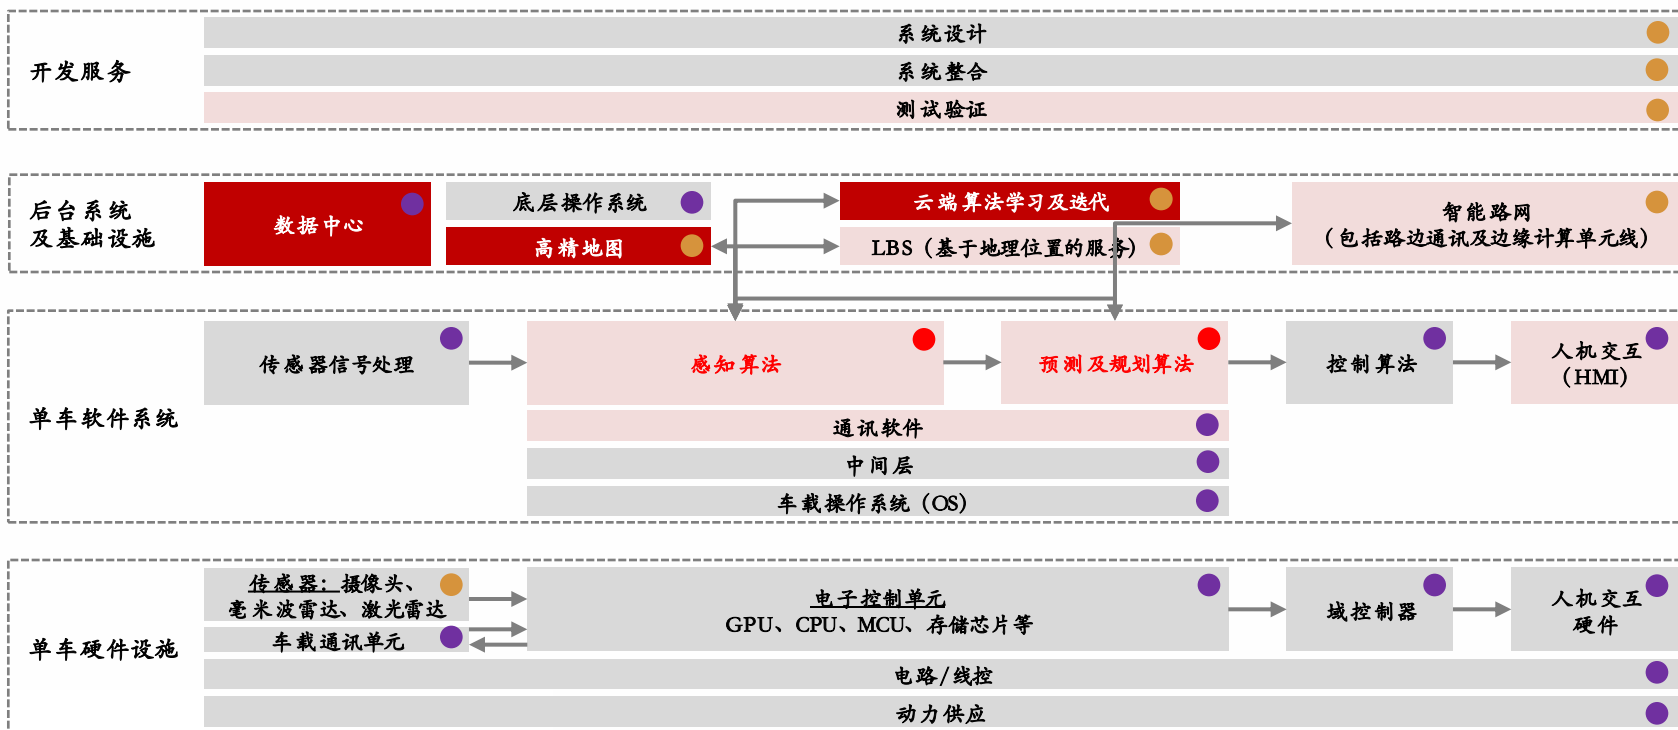 开发服务
系统设计
系统整合
测试验证
后台系统
及基础设施
数据中心
底层操作系统
高精地图
云端算法学习及迭代
LBS（基于地理位置的服务）
智能路网
（包括路边通讯及边缘计算单元线）
单车软件系统
传感器信号处理
感知算法
预测及规划算法
控制算法
人机交互
（HMI）
通讯软件
中间层
车载操作系统（OS）
单车硬件设施
传感器：摄像头、
毫米波雷达、激光雷达
车载通讯单元
电子控制单元
GPU、CPU、MCU、存储芯片等
域控制器
人机交互
硬件
电路/线控
动力供应